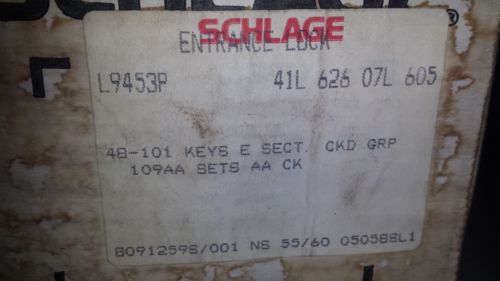 SCHLAGE
®
SCHLAGE
ENTRANCE LOCK
L9453P 41L 626 07L 605
48-101 KEYS E SECT. CKD GRP
109AA SETS AA CK
80912598/001 NS 55/60 050588L1